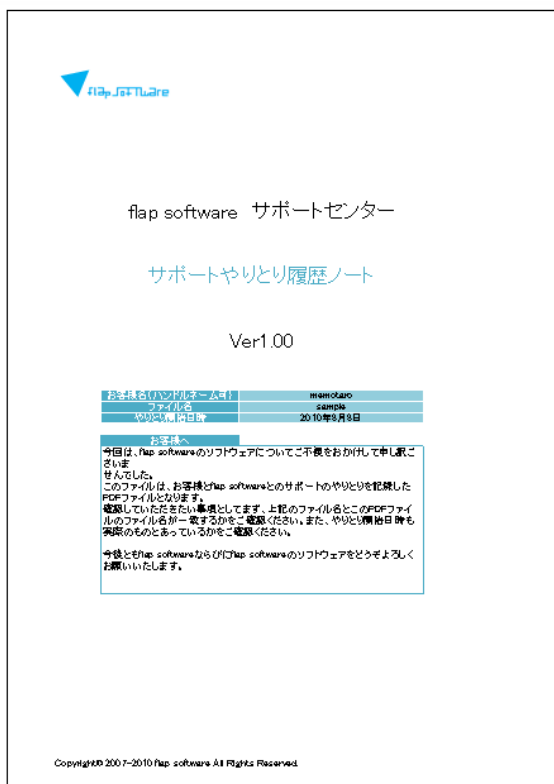 flap software
flap software サポートセンター
サポートやりとり履歴ノート
Ver1.00
お客様名(ハンドルネーム可) memotaro
ファイル名 sample
やりとり開始日時 2010年8月8日
お客様へ
今回は、flap softwareのソフトウェアについてご不便をおかけして申し訳ございま
せんでした。
このファイルは、お客様とflap softwareとのサポートのやりとりを記録した
PDFファイルとなります。
確認していただきたい事項としてまず、上記のファイル名とこのPDFファイ
ルのファイル名が一致するかをご確認ください。また、やりとり開始日時も
実際のものとあっているかをご確認ください。
今後ともflap softwareならびにflap softwareのソフトウェアをどうぞよろしく
お願いいたします。
Copyright© 2007-2010 flap software All Rights Reserved.